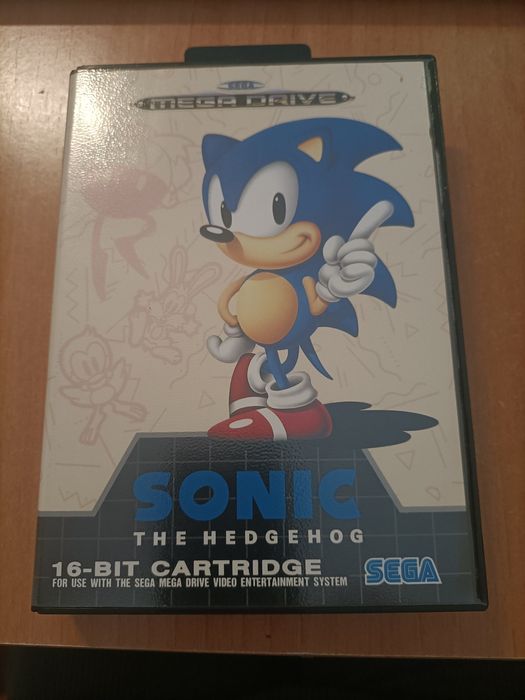 SEGA
MEGA DRIVE
SONIC
THE HEDGEHOG
16-BIT CARTRIDGE
FOR USE WITH THE SEGA MEGA DRIVE VIDEO ENTERTAINMENT SYSTEM
SEGA